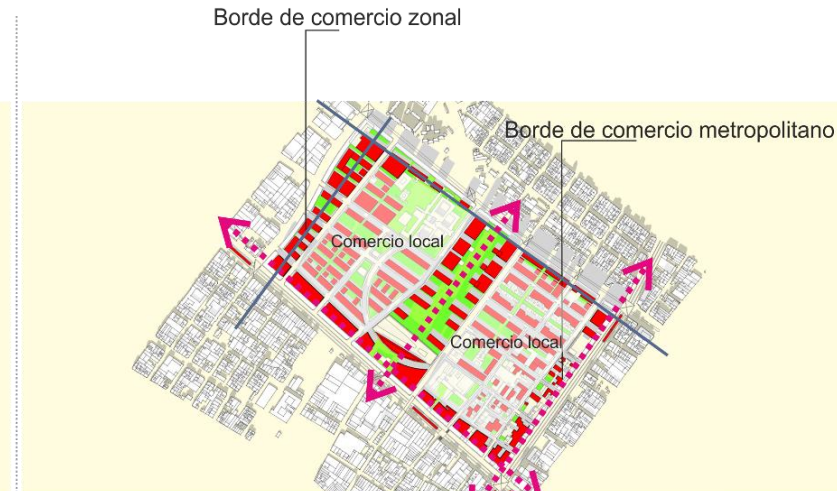 Borde de comercio zonal
Borde de comercio metropolitano
Comercio local
Comercio local